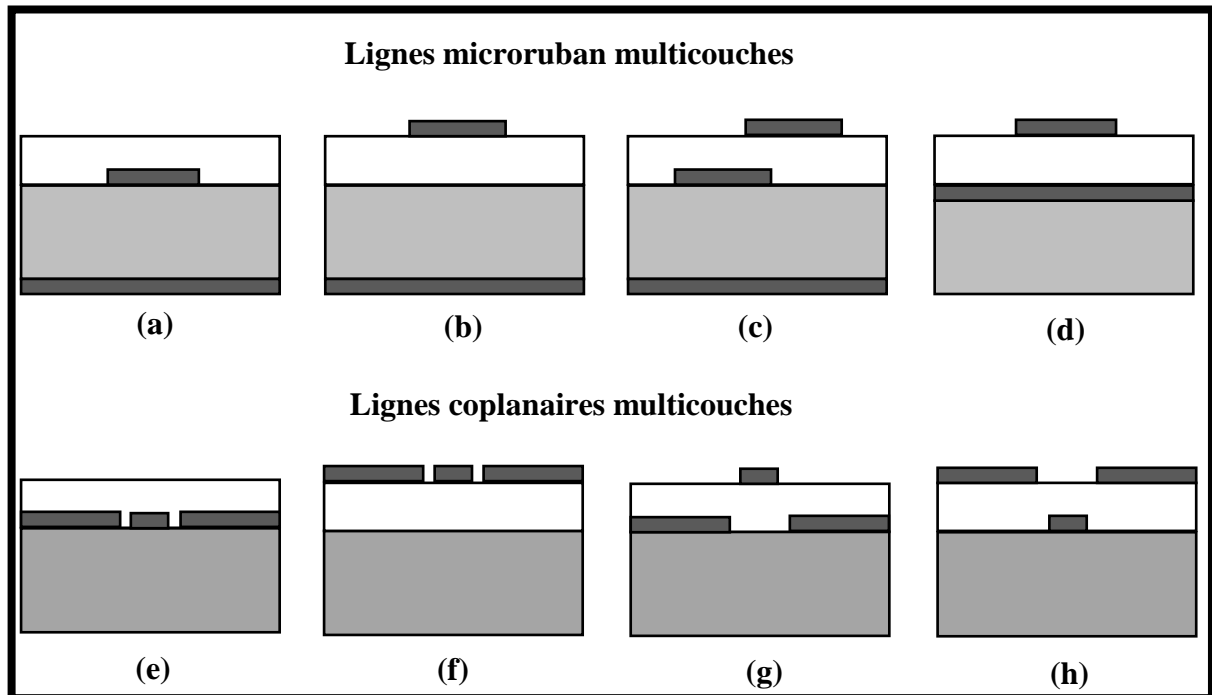 Lignes microruban multicouches
(a) (b) (c) (d)
Lignes coplanaires multicouches
(e) (f) (g) (h)